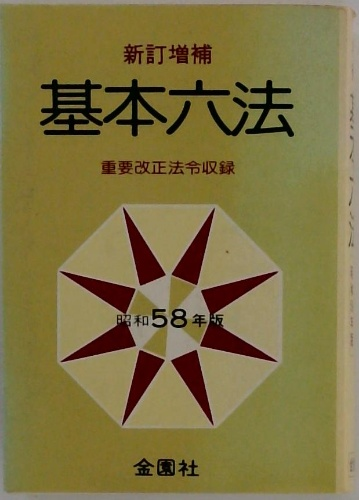 新訂増補
基本六法
重要改正法令収録
昭和58年版
金園社